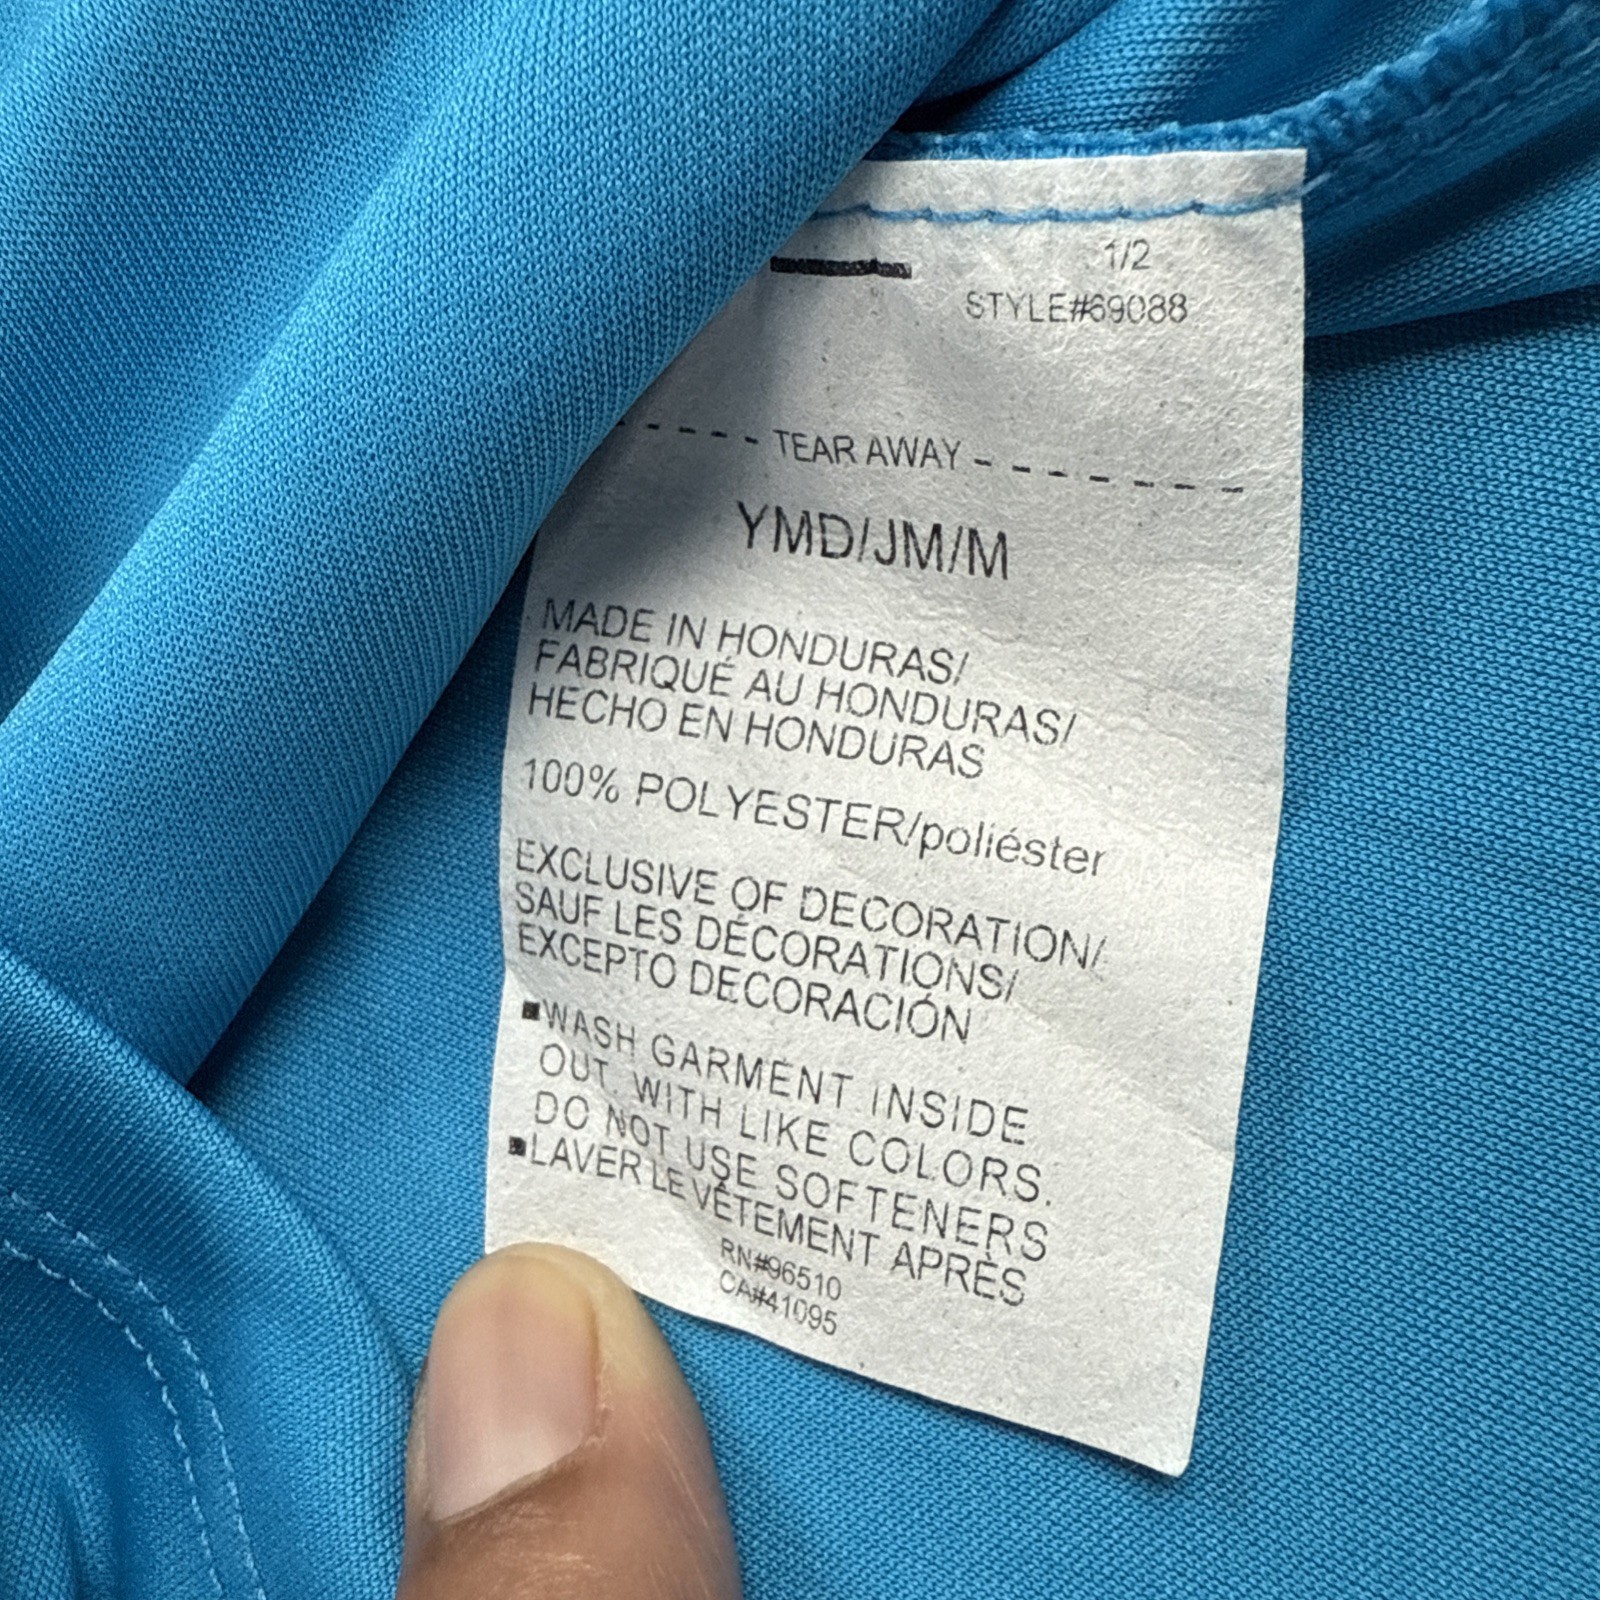 1/2
STYLE#69088
TEAR AWAY
YMD/JM/M
MADE IN HONDURAS/
FABRIQUÉ AU HONDURAS/
HECHO EN HONDURAS
100% POLYESTER/poliéster
EXCLUSIVE OF DECORATION/
SAUF LES DÉCORATIONS/
EXCEPTO DECORACIÓN
▪WASH GARMENT INSIDE
OUT, WITH LIKE COLORS.
DO NOT USE SOFTENERS
▪LAVER LE VÊTEMENT APRÈS
RN#96510
CA#41095